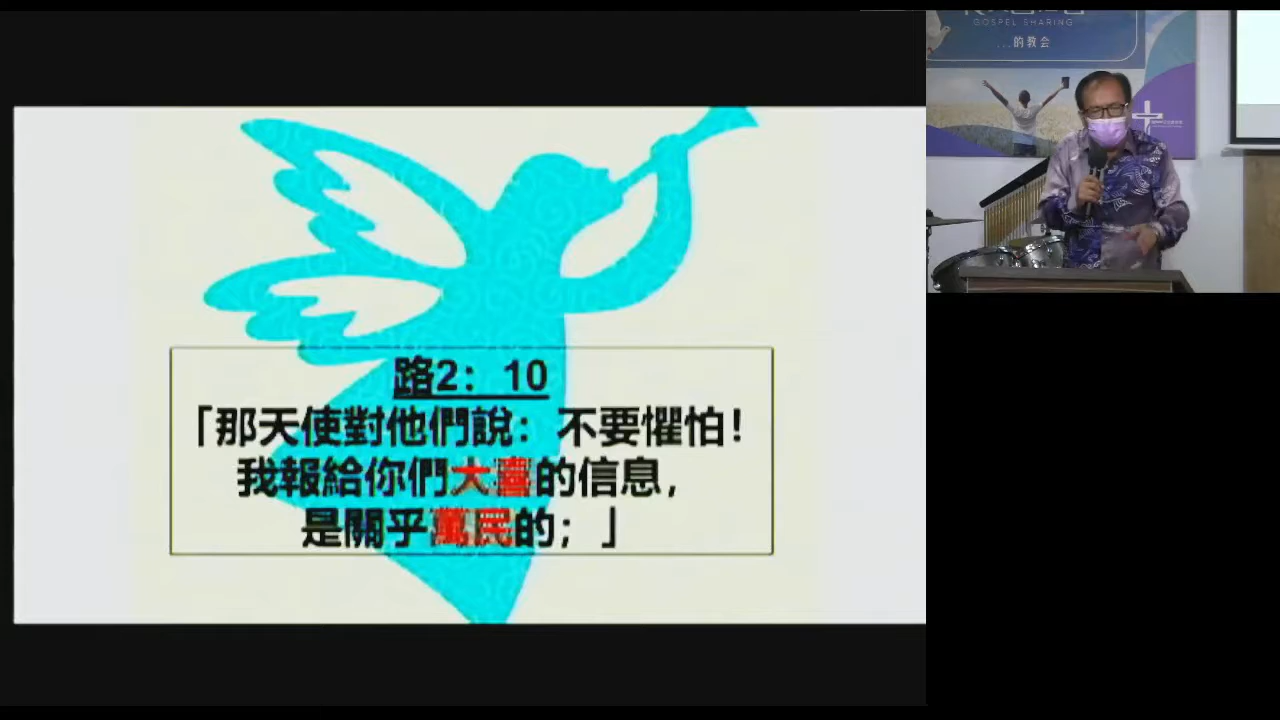 GOSPEL SHARING
...的教会
路2：10
「那天使對他們說：不要懼怕！
我報給你們大喜的信息，
是關乎萬民的；」